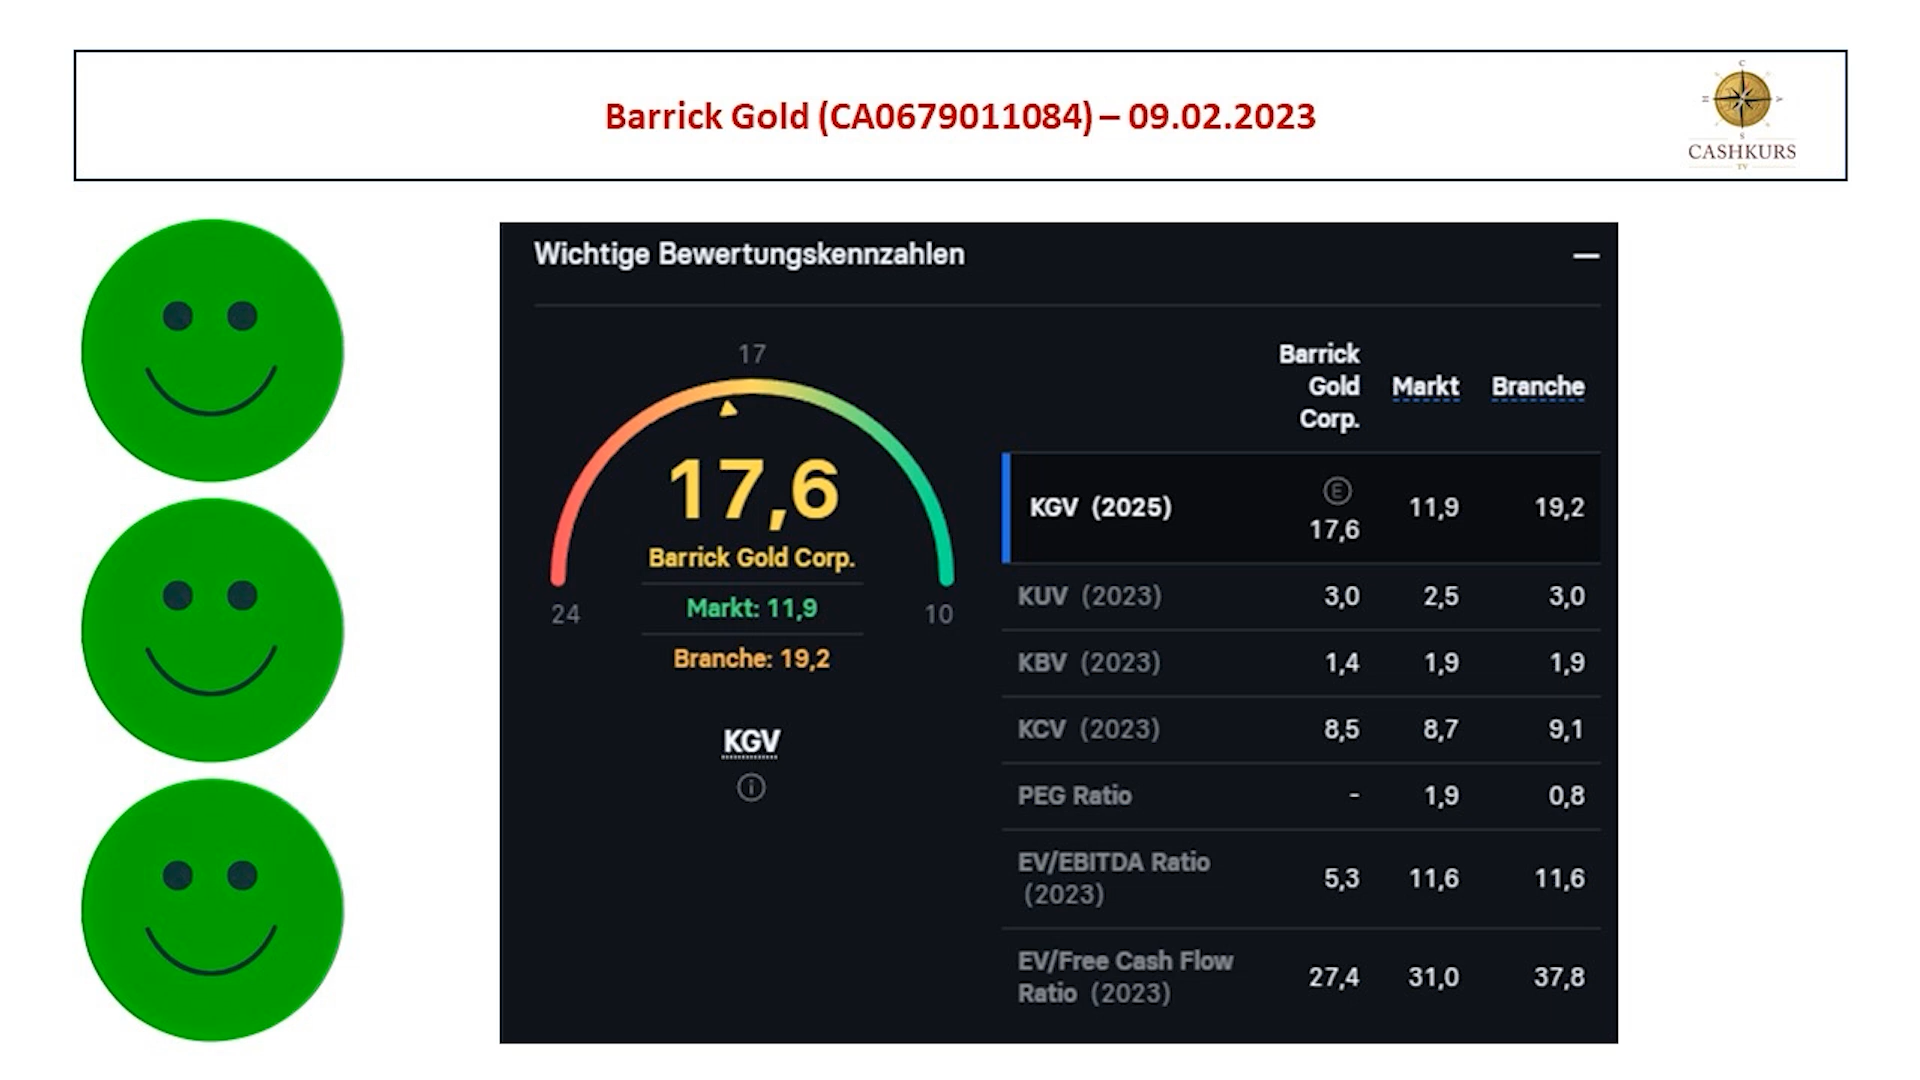 Barrick Gold (CA0679011084) – 09.02.2023
C
A
S
H
CASHKURS
TV
Wichtige Bewertungskennzahlen
17
17,6
Barrick Gold Corp.
Markt: 11,9
Branche: 19,2
24
10
KGV
i
Barrick
Gold
Corp.
Markt
Branche
KGV (2025) E 17,6 11,9 19,2
KUV (2023) 3,0 2,5 3,0
KBV (2023) 1,4 1,9 1,9
KCV (2023) 8,5 8,7 9,1
PEG Ratio - 1,9 0,8
EV/EBITDA Ratio
(2023) 5,3 11,6 11,6
EV/Free Cash Flow
Ratio (2023) 27,4 31,0 37,8